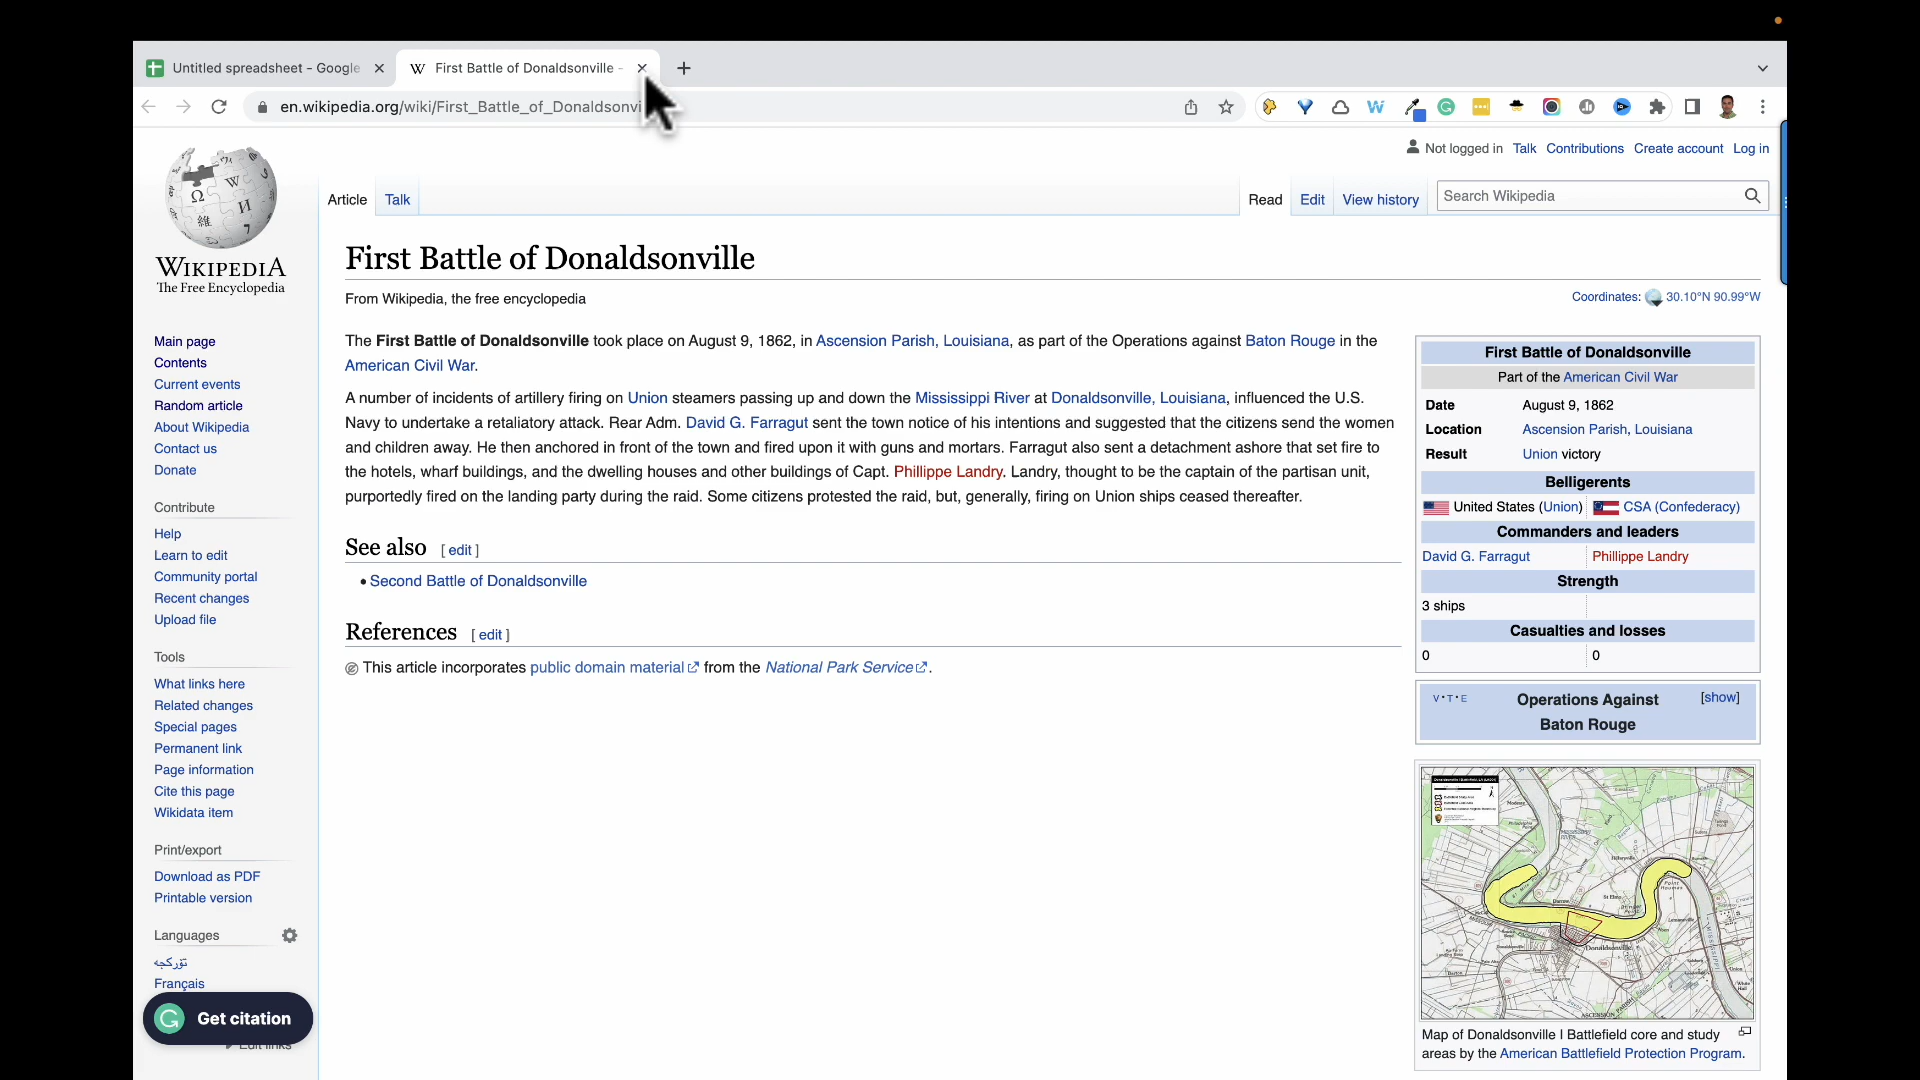 Untitled spreadsheet - Google
First Battle of Donaldsonville -
en.wikipedia.org/wiki/First_Battle_of_Donaldsonvi
Not logged in Talk Contributions Create account Log in
Article Talk Read Edit View history Search Wikipedia
WIKIPEDIA
The Free Encyclopedia
Main page
Contents
Current events
Random article
About Wikipedia
Contact us
Donate
Contribute
Help
Learn to edit
Community portal
Recent changes
Upload file
Tools
What links here
Related changes
Special pages
Permanent link
Page information
Cite this page
Wikidata item
Print/export
Download as PDF
Printable version
Languages
تۆرکجه
Français
Get citation
Edit links
First Battle of Donaldsonville
From Wikipedia, the free encyclopedia
Coordinates: 30.10°N 90.99°W
The First Battle of Donaldsonville took place on August 9, 1862, in Ascension Parish, Louisiana, as part of the Operations against Baton Rouge in the
American Civil War.
A number of incidents of artillery firing on Union steamers passing up and down the Mississippi River at Donaldsonville, Louisiana, influenced the U.S.
Navy to undertake a retaliatory attack. Rear Adm. David G. Farragut sent the town notice of his intentions and suggested that the citizens send the women
and children away. He then anchored in front of the town and fired upon it with guns and mortars. Farragut also sent a detachment ashore that set fire to
the hotels, wharf buildings, and the dwelling houses and other buildings of Capt. Phillippe Landry. Landry, thought to be the captain of the partisan unit,
purportedly fired on the landing party during the raid. Some citizens protested the raid, but, generally, firing on Union ships ceased thereafter.
See also [ edit ]
• Second Battle of Donaldsonville
References [ edit ]
This article incorporates public domain material from the National Park Service.
First Battle of Donaldsonville
Part of the American Civil War
Date August 9, 1862
Location Ascension Parish, Louisiana
Result Union victory
Belligerents
United States (Union) CSA (Confederacy)
Commanders and leaders
David G. Farragut Phillippe Landry
Strength
3 ships
Casualties and losses
0 0
V•T•E Operations Against [show]
Baton Rouge
Donaldsonville
Map of Donaldsonville I Battlefield core and study
areas by the American Battlefield Protection Program.